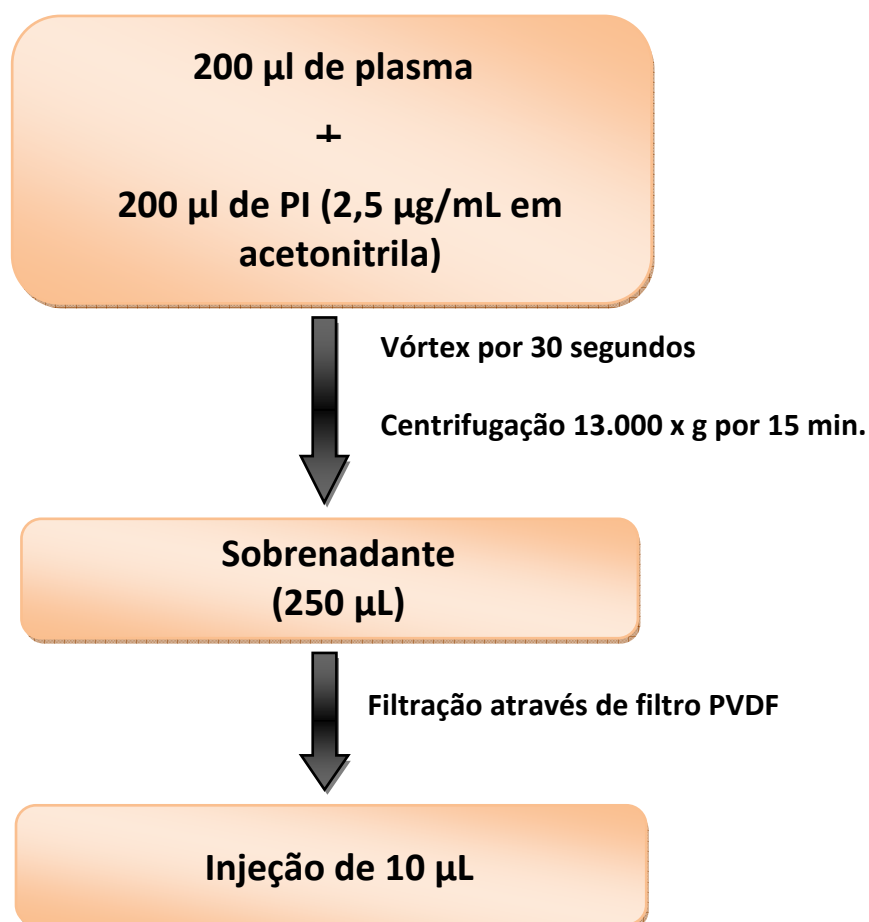 200 µl de plasma
+
200 µl de PI (2,5 µg/mL em
acetonitrila)
Vórtex por 30 segundos
Centrifugação 13.000 x g por 15 min.
Sobrenadante
(250 µL)
Filtração através de filtro PVDF
Injeção de 10 µL